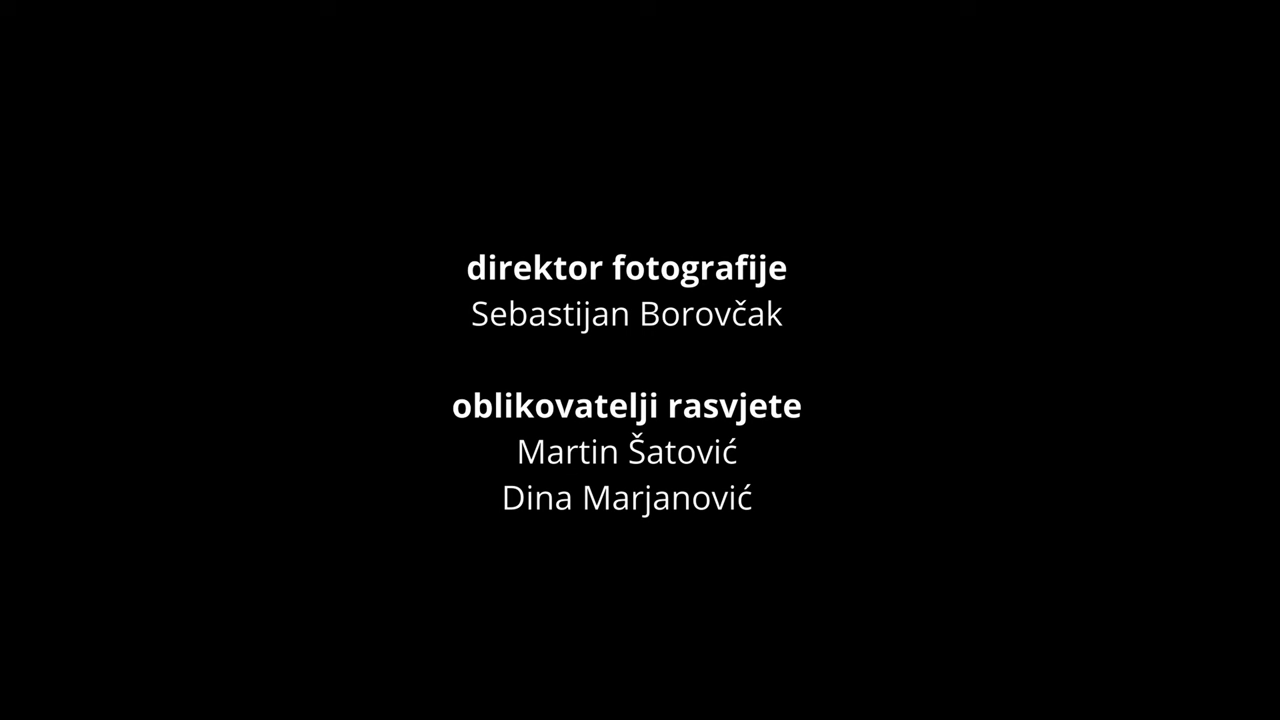 direktor fotografije
Sebastijan Borovčak
oblikovatelji rasvjete
Martin Šatović
Dina Marjanović